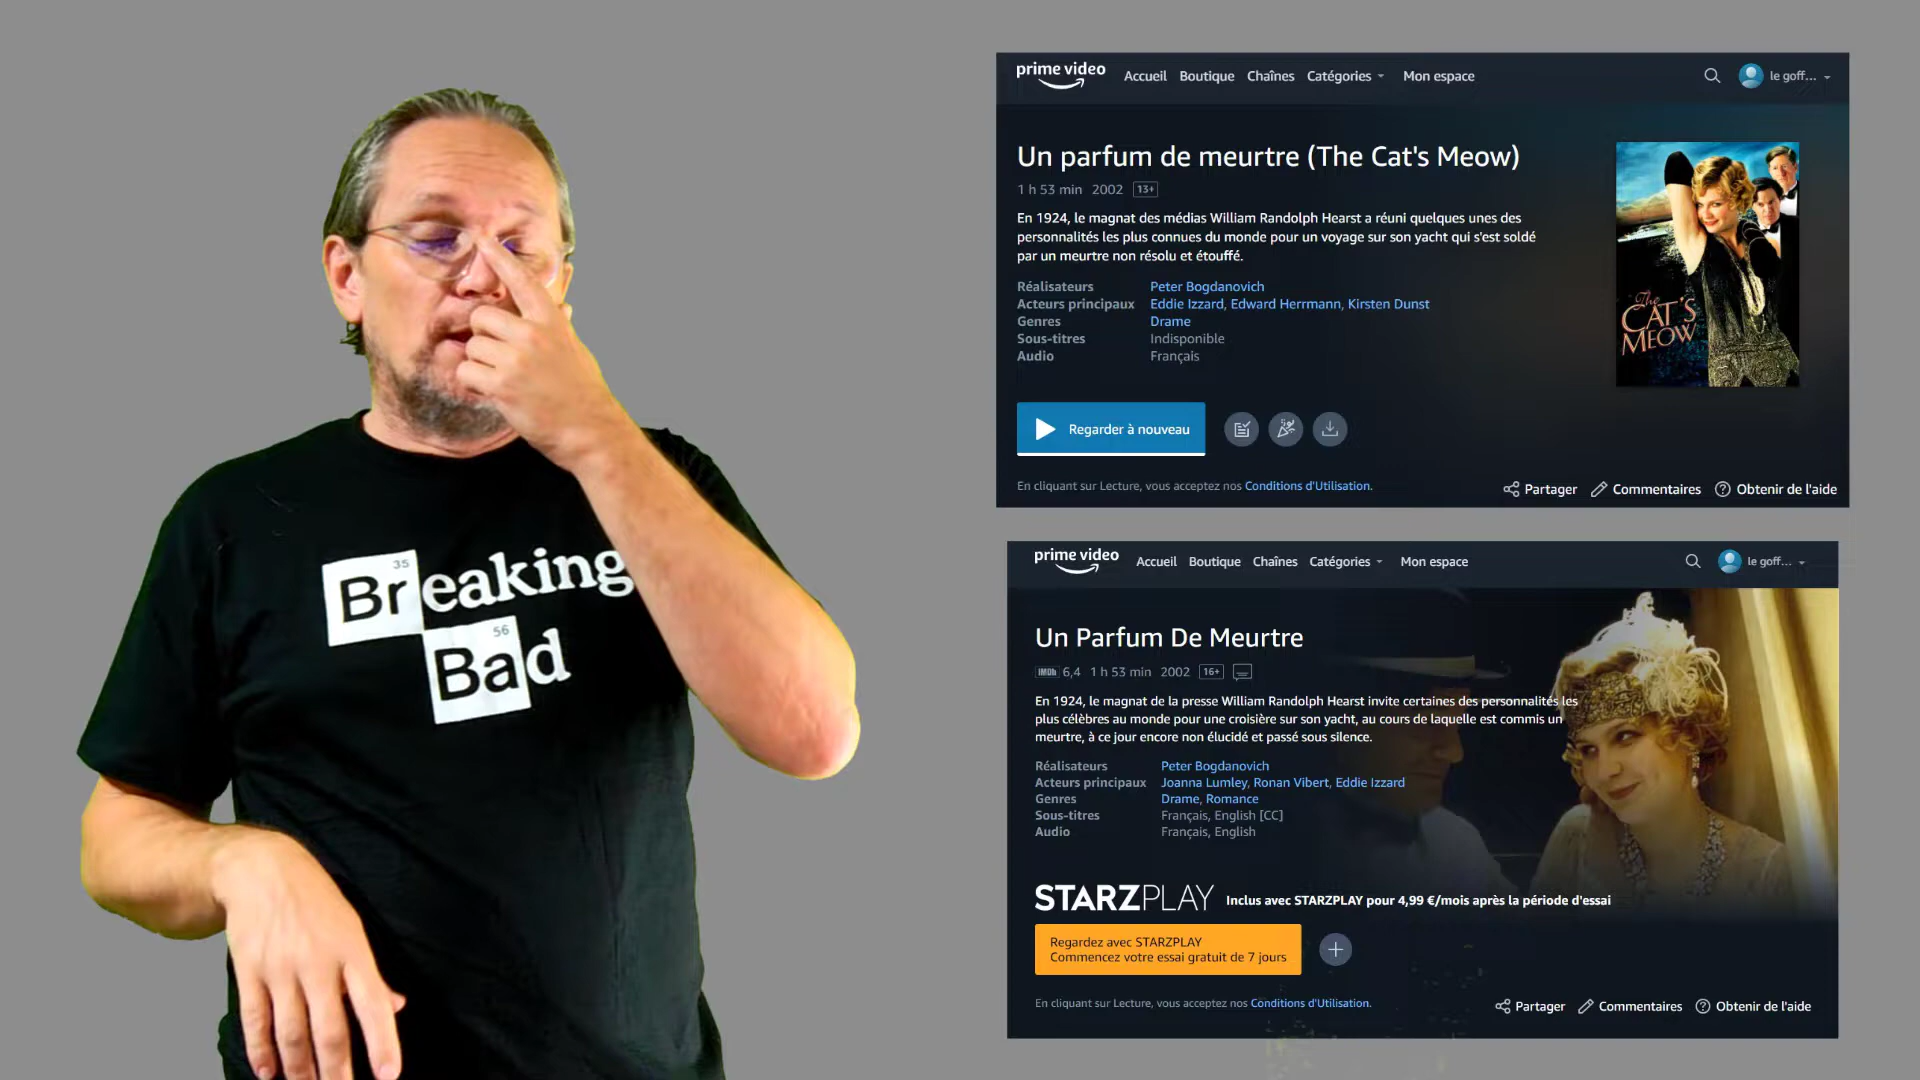 35
Breaking
56
Bad
prime video Accueil Boutique Chaînes Catégories Mon espace le goff...
Un parfum de meurtre (The Cat's Meow)
1 h 53 min 2002 13+
En 1924, le magnat des médias William Randolph Hearst a réuni quelques unes des
personnalités les plus connues du monde pour un voyage sur son yacht qui s'est soldé
par un meurtre non résolu et étouffé.
Réalisateurs Peter Bogdanovich
Acteurs principaux Eddie Izzard, Edward Herrmann, Kirsten Dunst
Genres Drame
Sous-titres Indisponible
Audio Français
The
CAT'S
MEOW
Regarder à nouveau
En cliquant sur Lecture, vous acceptez nos Conditions d'Utilisation.
Partager Commentaires Obtenir de l'aide
prime video Accueil Boutique Chaînes Catégories Mon espace le goff...
Un Parfum De Meurtre
IMDb 6,4 1 h 53 min 2002 16+
En 1924, le magnat de la presse William Randolph Hearst invite certaines des personnalités les
plus célèbres au monde pour une croisière sur son yacht, au cours de laquelle est commis un
meurtre, à ce jour encore non élucidé et passé sous silence.
Réalisateurs Peter Bogdanovich
Acteurs principaux Joanna Lumley, Ronan Vibert, Eddie Izzard
Genres Drame, Romance
Sous-titres Français, English [CC]
Audio Français, English
STARZPLAY Inclus avec STARZPLAY pour 4,99 €/mois après la période d'essai
Regardez avec STARZPLAY
Commencez votre essai gratuit de 7 jours
En cliquant sur Lecture, vous acceptez nos Conditions d'Utilisation.
Partager Commentaires Obtenir de l'aide